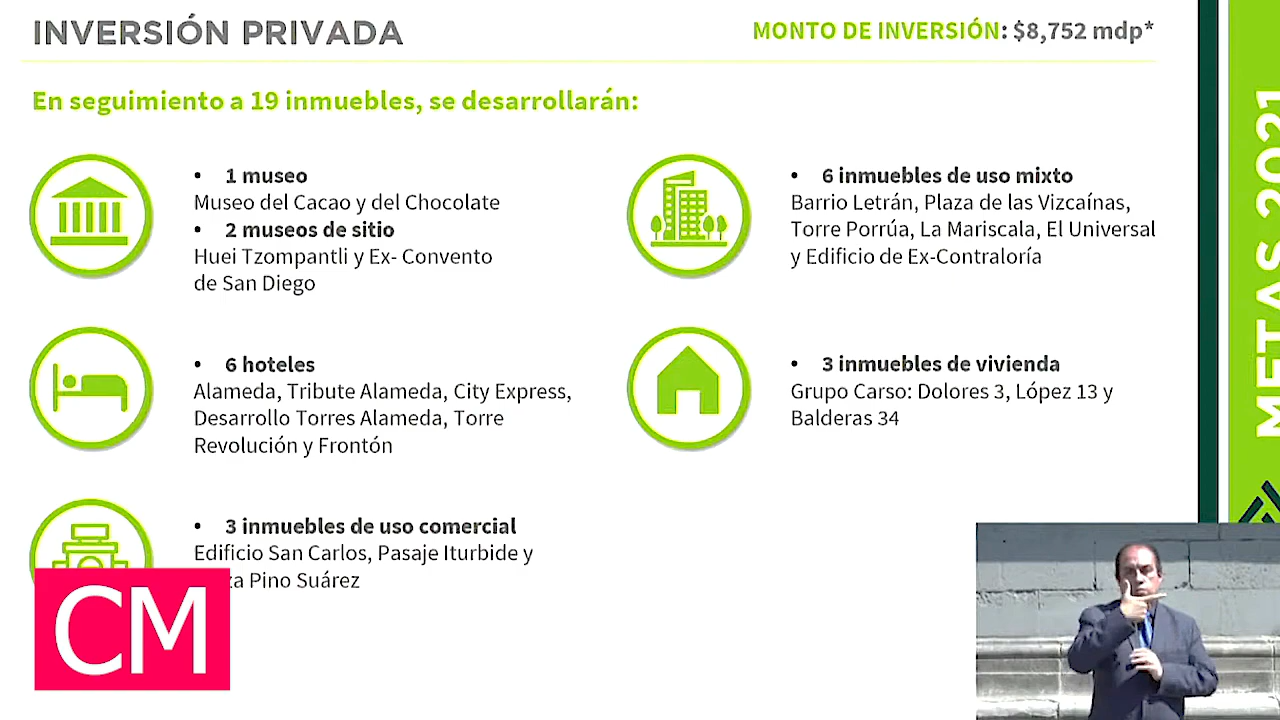 INVERSIÓN PRIVADA
MONTO DE INVERSIÓN: $8,752 mdp*
En seguimiento a 19 inmuebles, se desarrollarán:
• 1 museo
Museo del Cacao y del Chocolate
• 2 museos de sitio
Huei Tzompantli y Ex- Convento
de San Diego
• 6 hoteles
Alameda, Tribute Alameda, City Express,
Desarrollo Torres Alameda, Torre
Revolución y Frontón
• 3 inmuebles de uso comercial
Edificio San Carlos, Pasaje Iturbide y
Pino Suárez
• 6 inmuebles de uso mixto
Barrio Letrán, Plaza de las Vizcaínas,
Torre Porrúa, La Mariscala, El Universal
y Edificio de Ex-Contraloría
• 3 inmuebles de vivienda
Grupo Carso: Dolores 3, López 13 y
Balderas 34
METAS 2021
CM